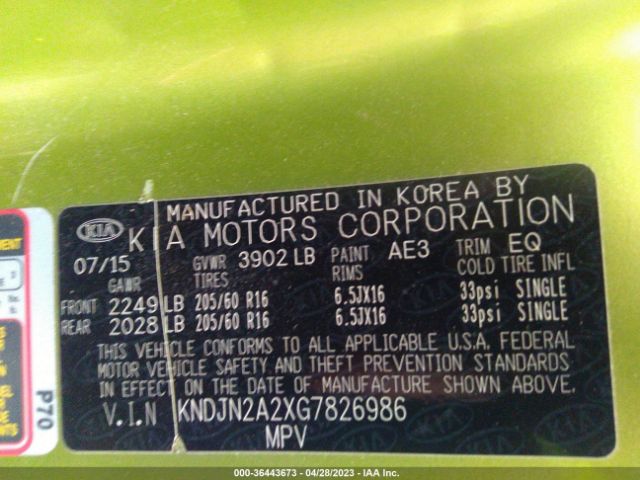 MANUFACTURED IN KOREA BY
KIA KIA MOTORS CORPORATION
07/15 GVWR 3902 LB PAINT AE3 TRIM EQ
GAWR TIRES RIMS COLD TIRE INFL
FRONT 2249 LB 205/60 R16 6.5JX16 33psi SINGLE
REAR 2028 LB 205/60 R16 6.5JX16 33psi SINGLE
THIS VEHICLE CONFORMS TO ALL APPLICABLE U.S.A. FEDERAL
MOTOR VEHICLE SAFETY AND THEFT PREVENTION STANDARDS
IN EFFECT ON THE DATE OF MANUFACTURE SHOWN ABOVE.
V.I.N KNDJN2A2XG7826986
MPV
P70
000-36443673 - 04/28/2023 - IAA Inc.